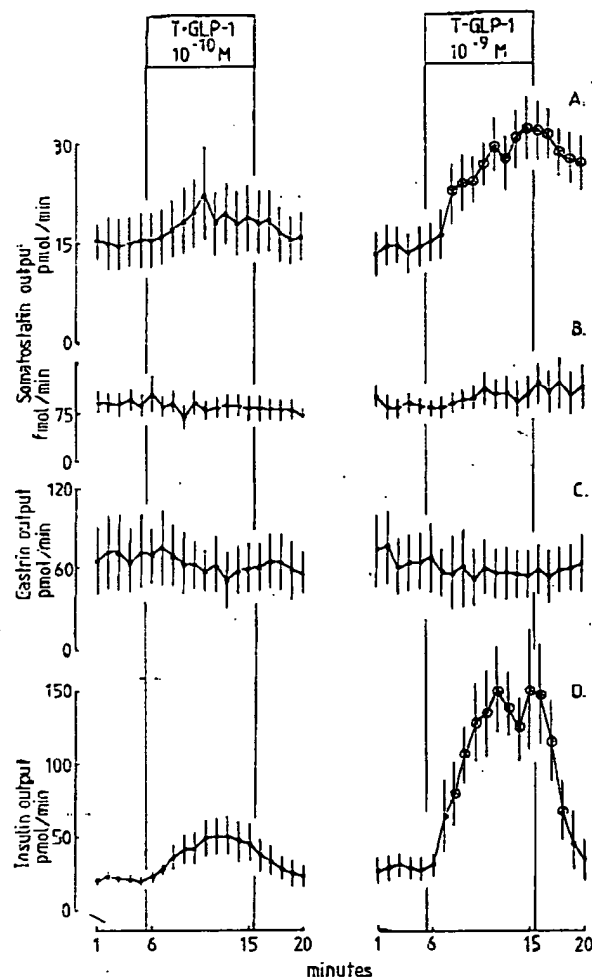 T·GLP-1
10⁻¹⁰ M
T-GLP-1
10⁻⁹ M
A.
Somatostatin output
pmol/min
30
15
0
B.
fmol/min
75
0
C.
Gastrin output
pmol/min
120
60
0
D.
Insulin output
pmol/min
150
100
50
0
1 6 15 20
1 6 15 20
minutes